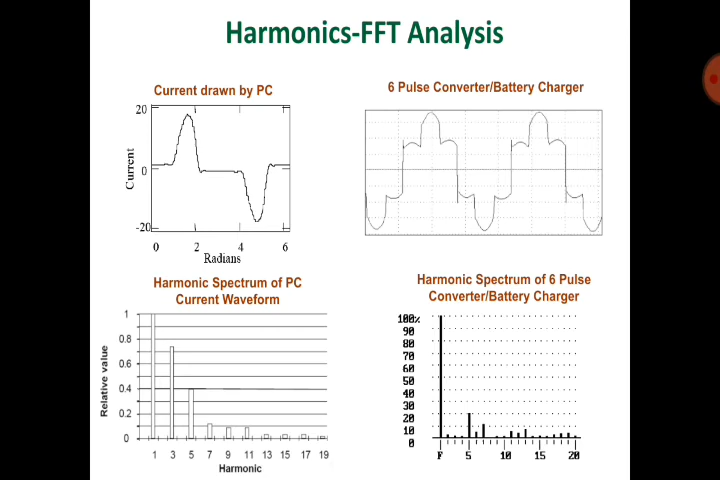 Harmonics-FFT Analysis
Current drawn by PC
20
0
-20
Current
0 2 4 6
Radians
6 Pulse Converter/Battery Charger
Harmonic Spectrum of PC
Current Waveform
1
0.8
0.6
0.4
0.2
0
Relative value
1 3 5 7 9 11 13 15 17 19
Harmonic
Harmonic Spectrum of 6 Pulse
Converter/Battery Charger
100%
90
80
70
60
50
40
30
20
10
0
F 5 10 15 20